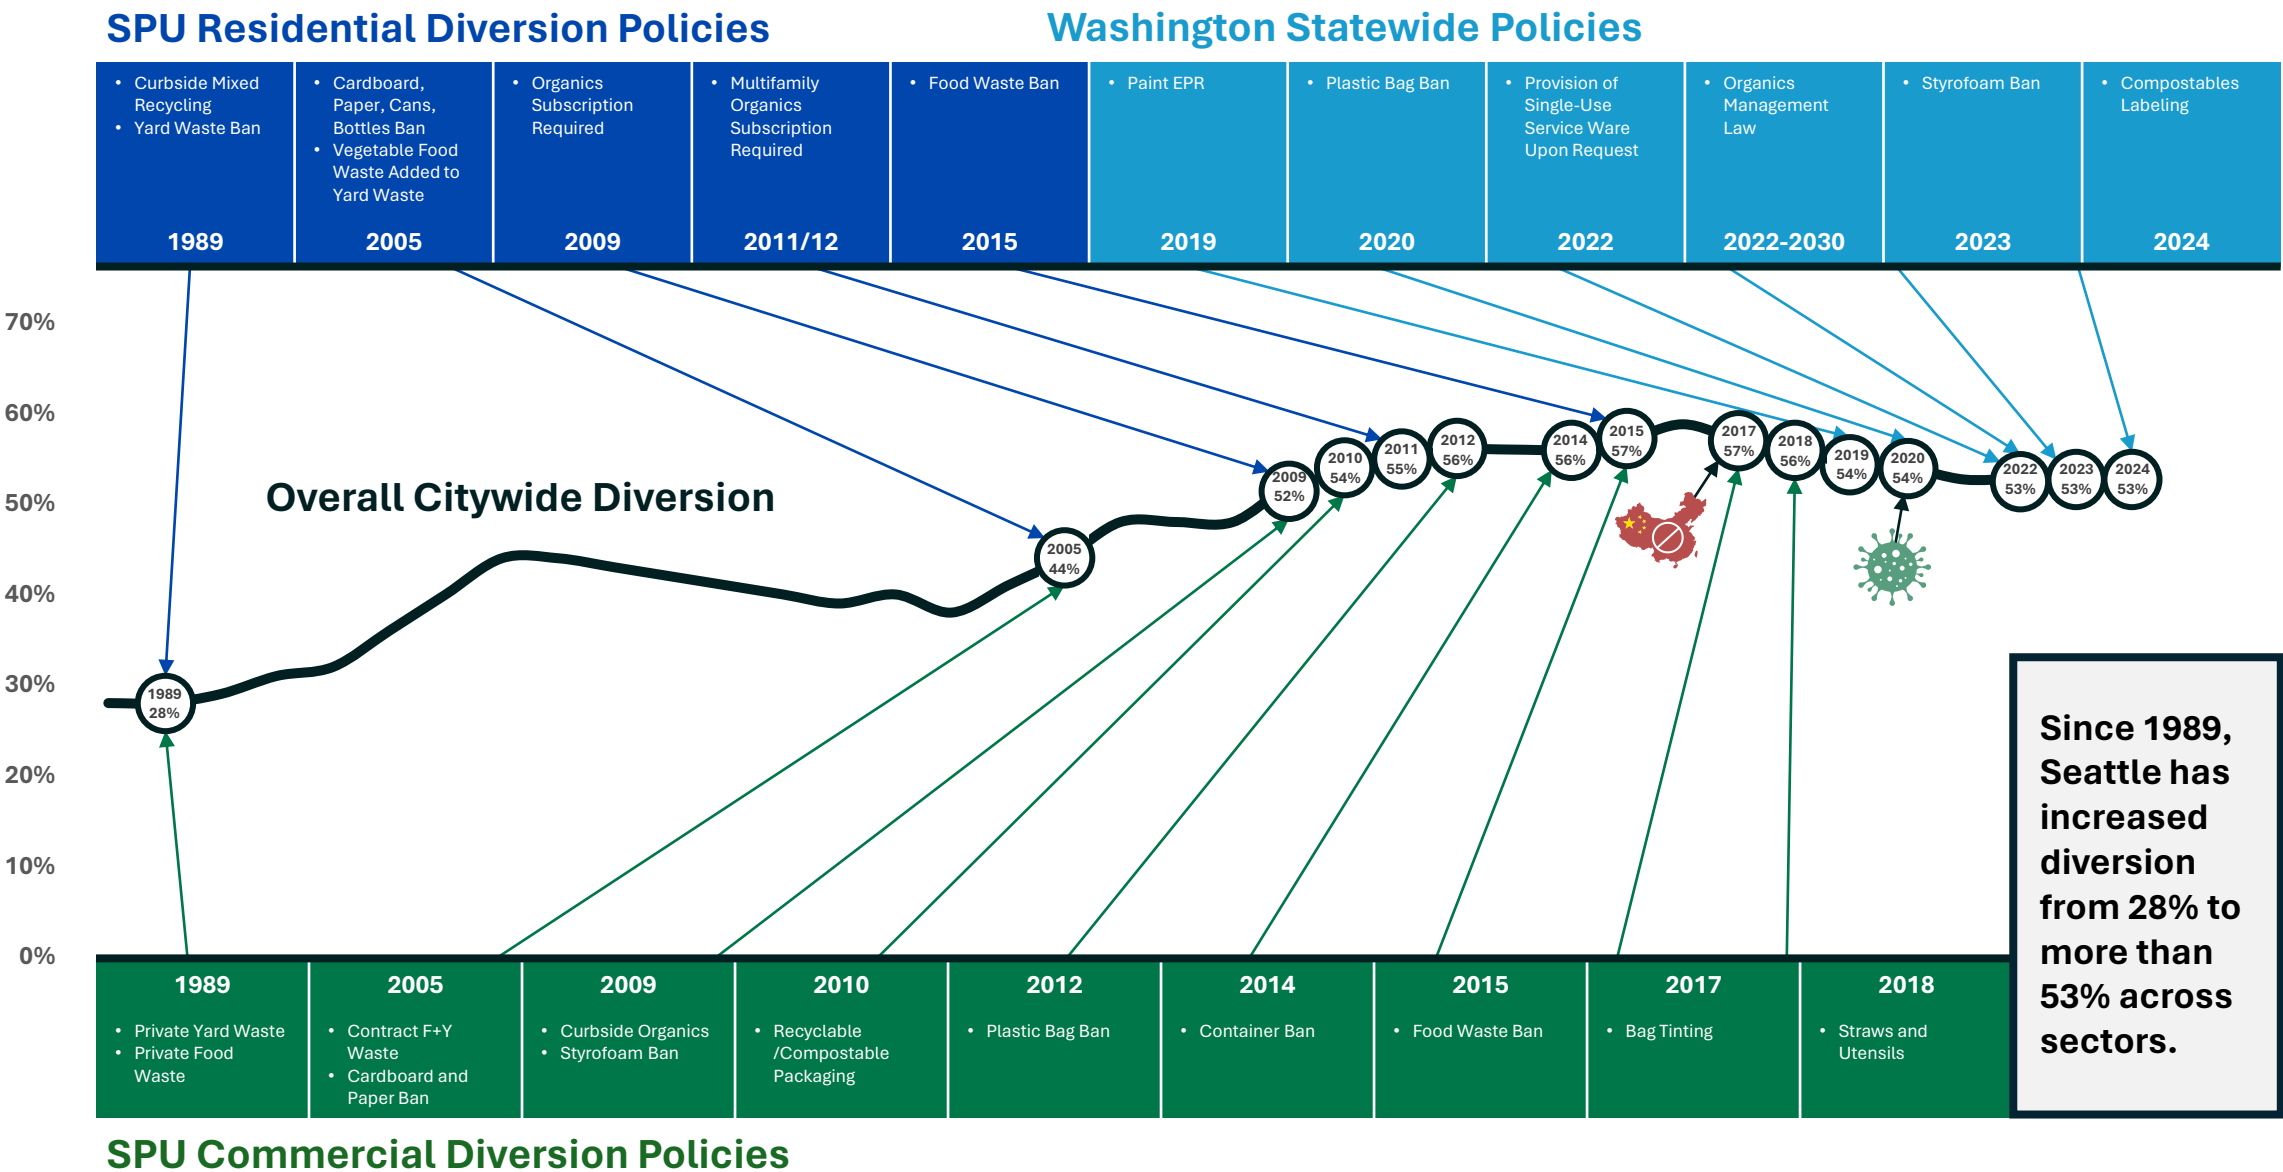 SPU Residential Diversion Policies
Washington Statewide Policies
• Curbside Mixed
Recycling
• Yard Waste Ban
1989
• Cardboard,
Paper, Cans,
Bottles Ban
• Vegetable Food
Waste Added to
Yard Waste
2005
• Organics
Subscription
Required
2009
• Multifamily
Organics
Subscription
Required
2011/12
• Food Waste Ban
2015
• Paint EPR
2019
• Plastic Bag Ban
2020
• Provision of
Single-Use
Service Ware
Upon Request
2022
• Organics
Management
Law
2022-2030
• Styrofoam Ban
2023
• Compostables
Labeling
2024
70%
60%
50%
40%
30%
20%
10%
0%
Overall Citywide Diversion
1989
28%
2005
44%
2009
52%
2010
54%
2011
55%
2012
56%
2014
56%
2015
57%
2017
57%
2018
56%
2019
54%
2020
54%
2022
53%
2023
53%
2024
53%
Since 1989,
Seattle has
increased
diversion
from 28% to
more than
53% across
sectors.
1989
• Private Yard Waste
• Private Food
Waste
2005
• Contract F+Y
Waste
• Cardboard and
Paper Ban
2009
• Curbside Organics
• Styrofoam Ban
2010
• Recyclable
/Compostable
Packaging
2012
• Plastic Bag Ban
2014
• Container Ban
2015
• Food Waste Ban
2017
• Bag Tinting
2018
• Straws and
Utensils
SPU Commercial Diversion Policies